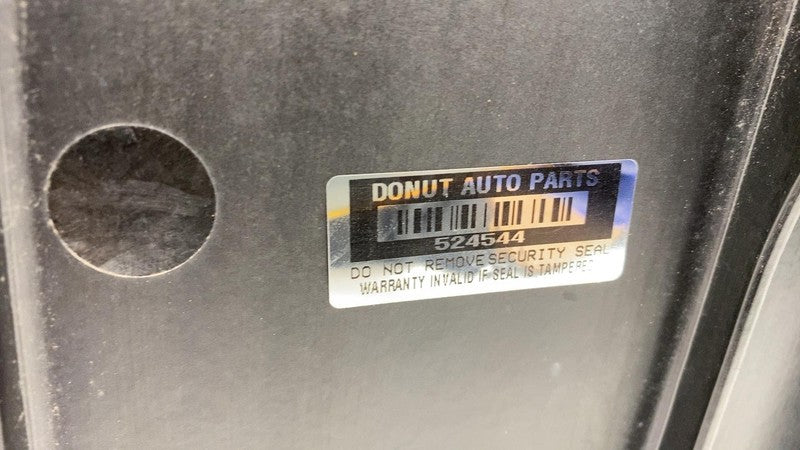 DONUT AUTO PARTS
524544
DO NOT REMOVE SECURITY SEAL
WARRANTY INVALID IF SEAL IS TAMPERED